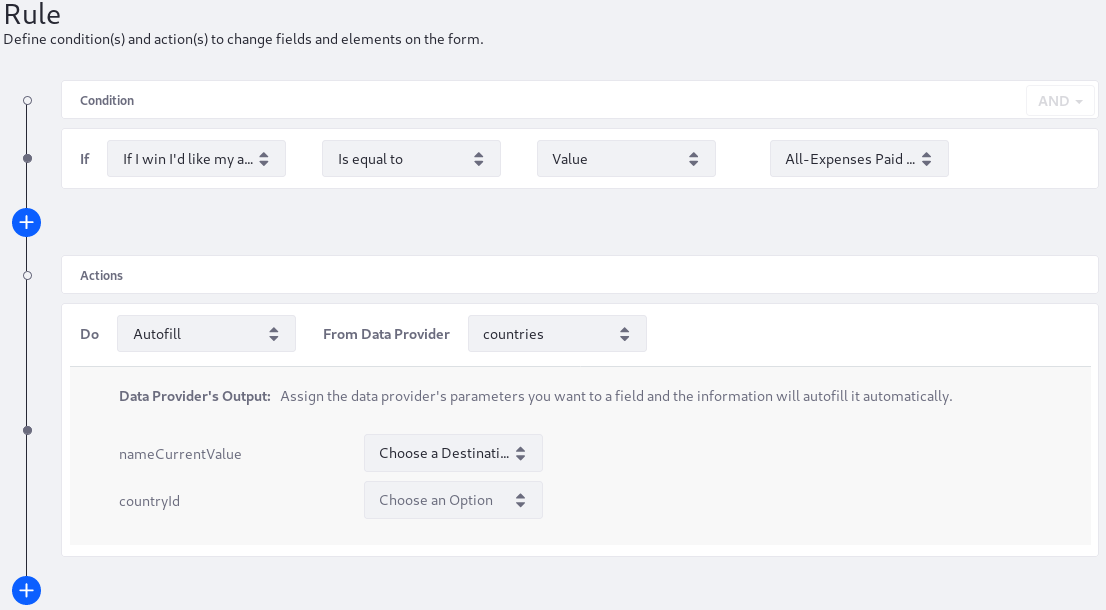 Rule
Define condition(s) and action(s) to change fields and elements on the form.
Condition
AND
If If I win I'd like my a... Is equal to Value All-Expenses Paid ...
Actions
Do Autofill From Data Provider countries
Data Provider's Output: Assign the data provider's parameters you want to a field and the information will autofill it automatically.
nameCurrentValue Choose a Destinati...
countryId Choose an Option